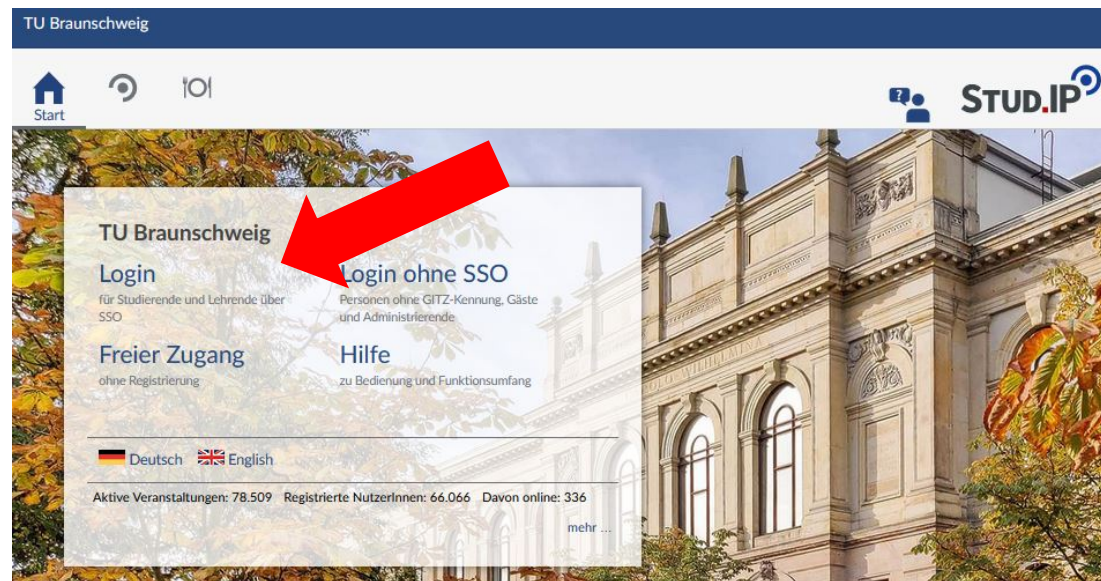 TU Braunschweig
Start
STUD.IP
TU Braunschweig
Login
für Studierende und Lehrende über
SSO
Login ohne SSO
Personen ohne GITZ-Kennung, Gäste
und Administrierende
Freier Zugang
ohne Registrierung
Hilfe
zu Bedienung und Funktionsumfang
Deutsch English
Aktive Veranstaltungen: 78.509 Registrierte NutzerInnen: 66.066 Davon online: 336
mehr ...